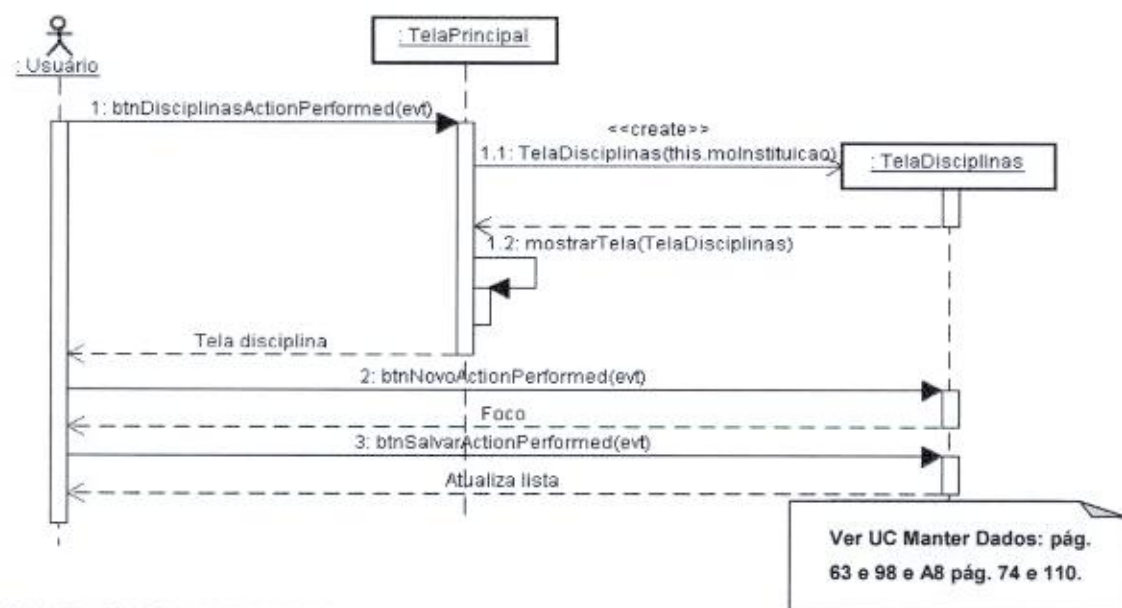 : Usuário
: TelaPrincipal
1: btnDisciplinasActionPerformed(evt)
<<create>>
1.1: TelaDisciplinas(this.moInstituicao)
: TelaDisciplinas
1.2: mostrarTela(TelaDisciplinas)
Tela disciplina
2: btnNovoActionPerformed(evt)
Foco
3: btnSalvarActionPerformed(evt)
Atualiza lista
Ver UC Manter Dados: pág.
63 e 98 e A8 pág. 74 e 110.